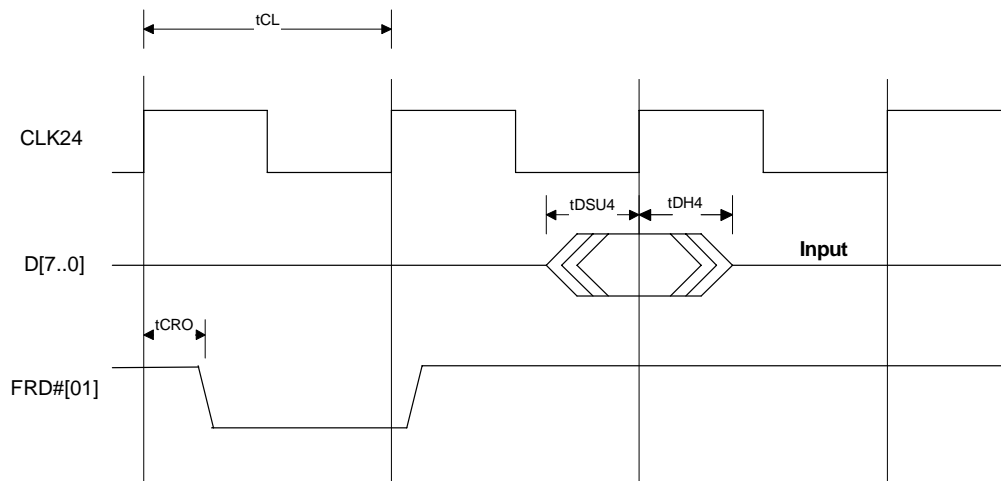 tCL
CLK24
tDSU4
tDH4
D[7..0]
Input
tCRO
FRD#[01]